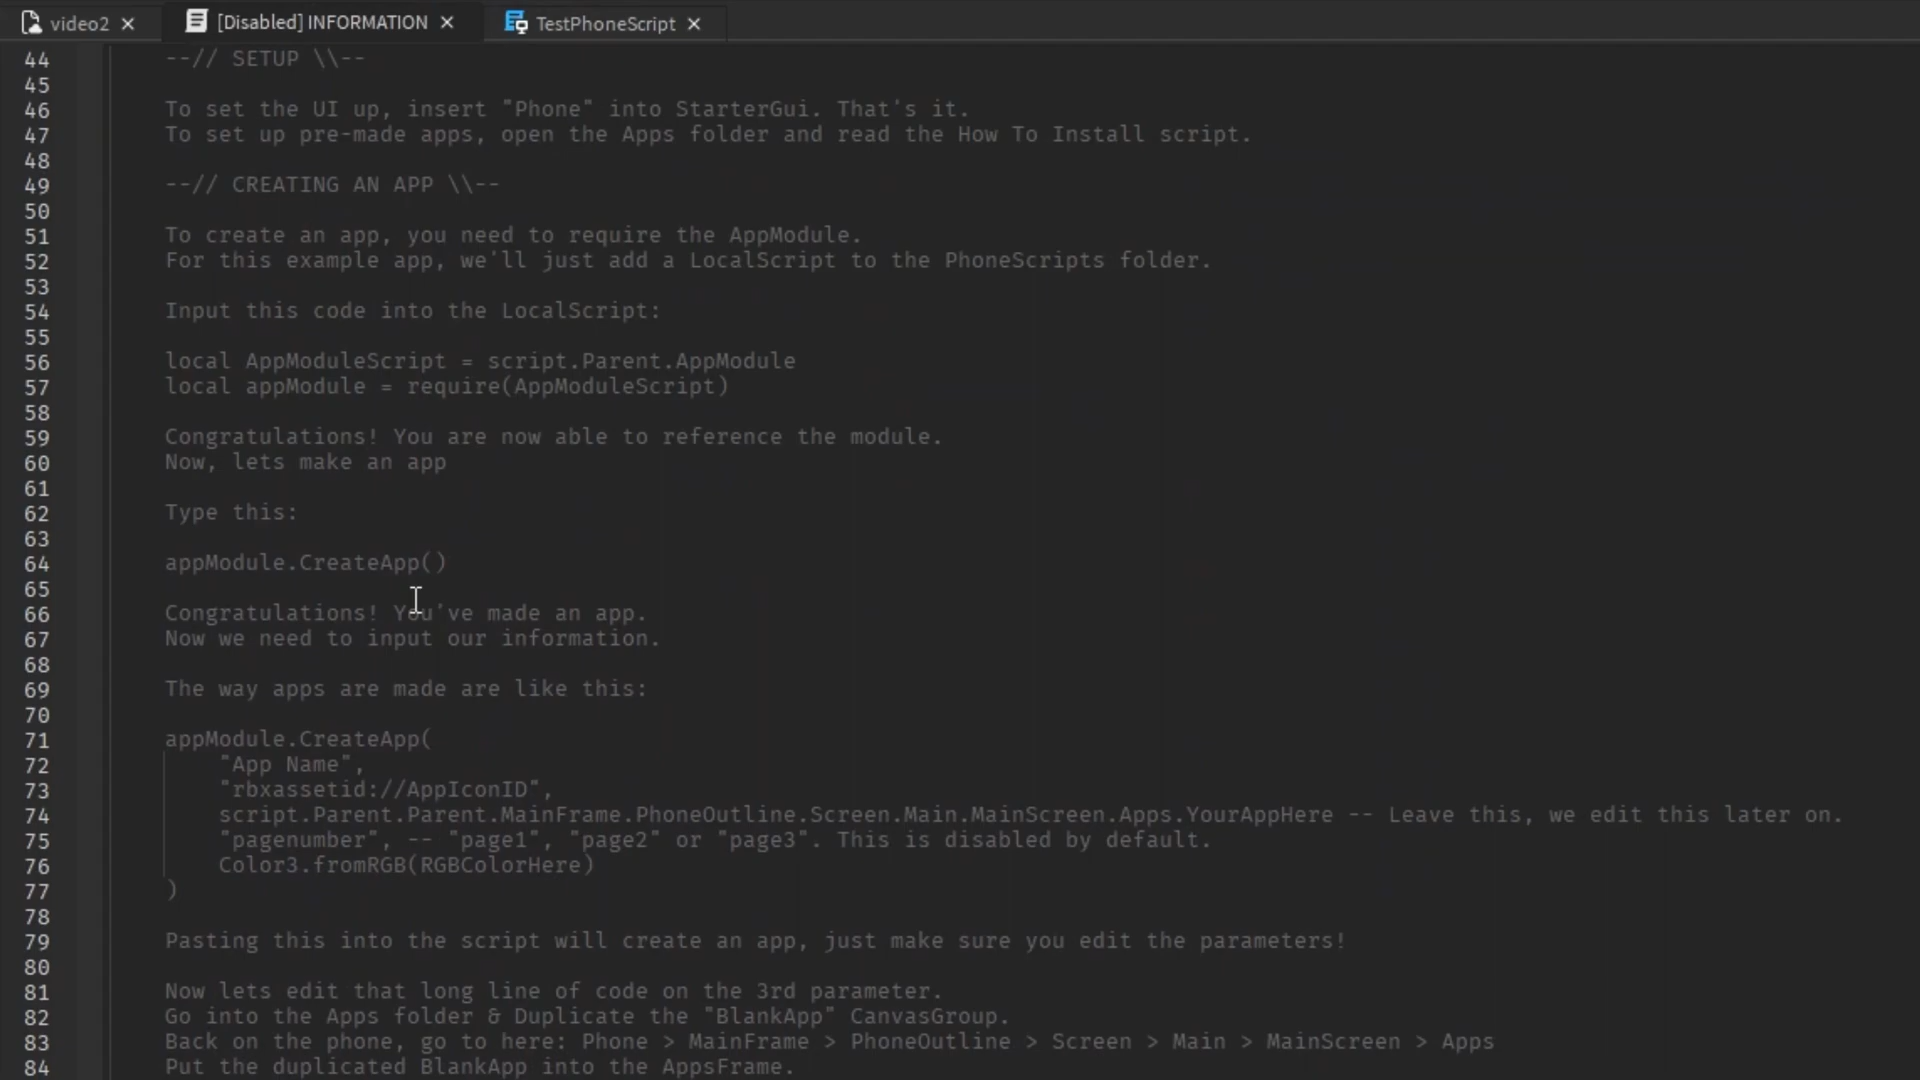 video2 × [Disabled] INFORMATION × TestPhoneScript ×
44 --// SETUP \\--
45
46 To set the UI up, insert "Phone" into StarterGui. That's it.
47 To set up pre-made apps, open the Apps folder and read the How To Install script.
48
49 --// CREATING AN APP \\--
50
51 To create an app, you need to require the AppModule.
52 For this example app, we'll just add a LocalScript to the PhoneScripts folder.
53
54 Input this code into the LocalScript:
55
56 local AppModuleScript = script.Parent.AppModule
57 local appModule = require(AppModuleScript)
58
59 Congratulations! You are now able to reference the module.
60 Now, lets make an app
61
62 Type this:
63
64 appModule.CreateApp()
65
66 Congratulations! You've made an app.
67 Now we need to input our information.
68
69 The way apps are made are like this:
70
71 appModule.CreateApp(
72 "App Name",
73 "rbxassetid://AppIconID",
74 script.Parent.Parent.MainFrame.PhoneOutline.Screen.Main.MainScreen.Apps.YourAppHere -- Leave this, we edit this later on.
75 "pagenumber", -- "page1", "page2" or "page3". This is disabled by default.
76 Color3.fromRGB(RGBColorHere)
77 )
78
79 Pasting this into the script will create an app, just make sure you edit the parameters!
80
81 Now lets edit that long line of code on the 3rd parameter.
82 Go into the Apps folder & Duplicate the "BlankApp" CanvasGroup.
83 Back on the phone, go to here: Phone > MainFrame > PhoneOutline > Screen > Main > MainScreen > Apps
84 Put the duplicated BlankApp into the AppsFrame.